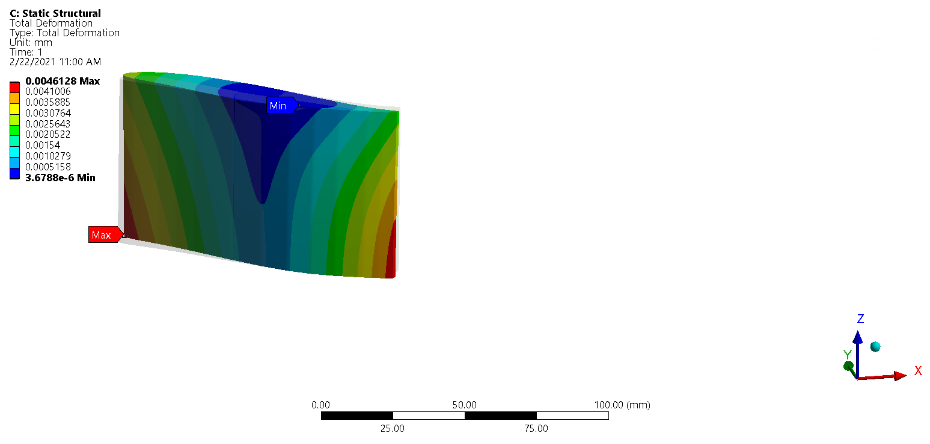 C: Static Structural
Total Deformation
Type: Total Deformation
Unit: mm
Time: 1
2/22/2021 11:00 AM
0.0046128 Max
0.0041006
0.0035885
0.0030764
0.0025643
0.0020522
0.00154
0.0010279
0.0005158
3.6788e-6 Min
Min
Max
Z
Y
X
0.00 50.00 100.00 (mm)
25.00 75.00